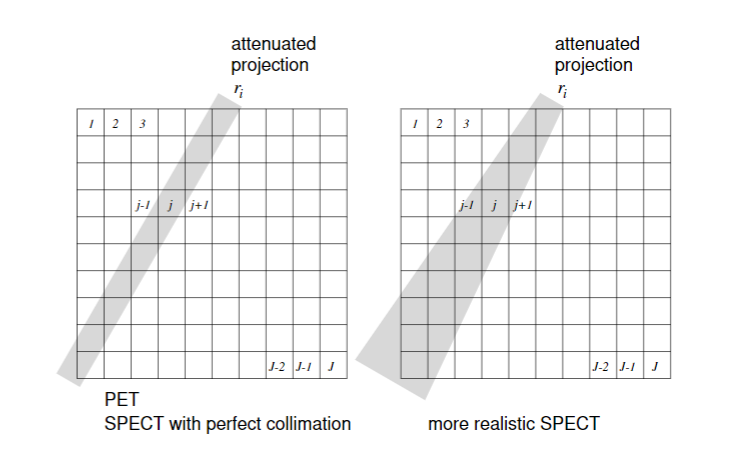 attenuated
projection
r_i
1 2 3
j-1 j j+1
J-2 J-1 J
PET
SPECT with perfect collimation
attenuated
projection
r_i
1 2 3
j-1 j j+1
J-2 J-1 J
more realistic SPECT